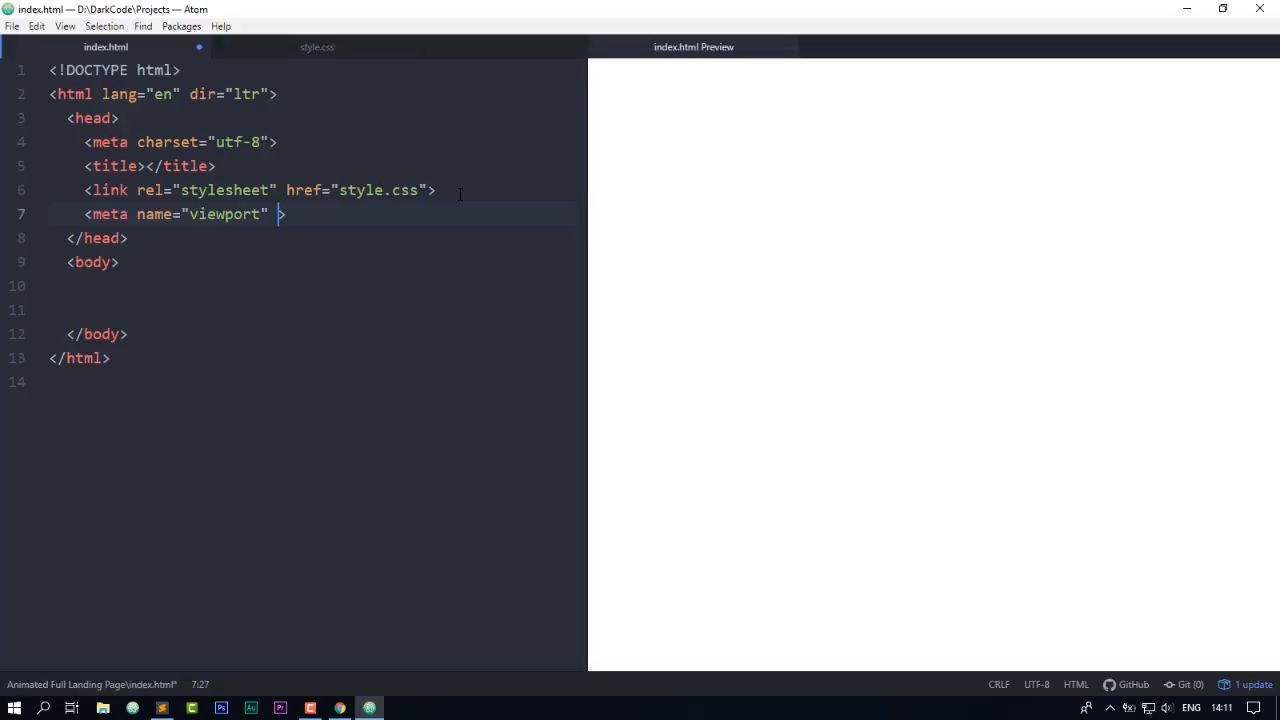 index.html — D:\DarkCode\Projects — Atom
File Edit View Selection Find Packages Help
index.html style.css index.html Preview
1 <!DOCTYPE html>
2 <html lang="en" dir="ltr">
3 <head>
4 <meta charset="utf-8">
5 <title></title>
6 <link rel="stylesheet" href="style.css">
7 <meta name="viewport" >
8 </head>
9 <body>
10
11
12 </body>
13 </html>
14
Animated Full Landing Page\index.html* 7:27 CRLF UTF-8 HTML GitHub Git (0) 1 update
Ps Au Pr ENG 14:11